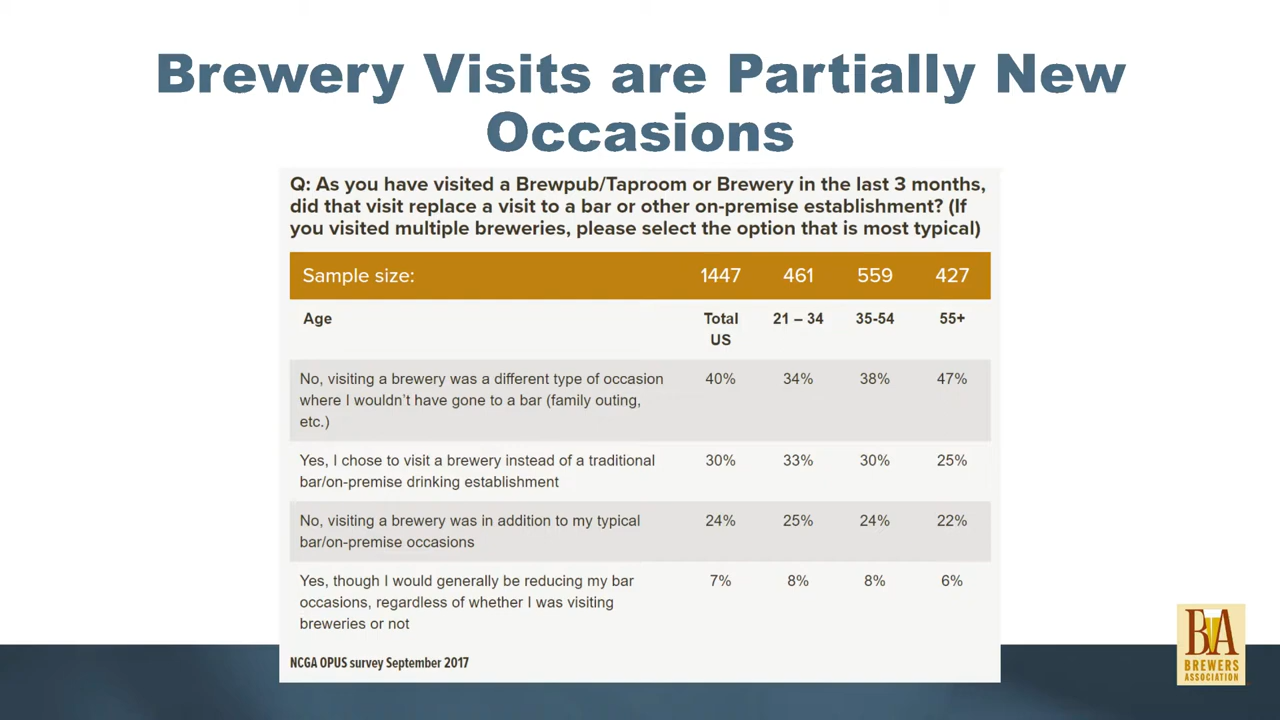 Brewery Visits are Partially New
Occasions
Q: As you have visited a Brewpub/Taproom or Brewery in the last 3 months,
did that visit replace a visit to a bar or other on-premise establishment? (If
you visited multiple breweries, please select the option that is most typical)
Sample size: 1447 461 559 427
Age Total 21 – 34 35-54 55+
US
No, visiting a brewery was a different type of occasion 40% 34% 38% 47%
where I wouldn't have gone to a bar (family outing,
etc.)
Yes, I chose to visit a brewery instead of a traditional 30% 33% 30% 25%
bar/on-premise drinking establishment
No, visiting a brewery was in addition to my typical 24% 25% 24% 22%
bar/on-premise occasions
Yes, though I would generally be reducing my bar 7% 8% 8% 6%
occasions, regardless of whether I was visiting
breweries or not
NCGA OPUS survey September 2017
BA
BREWERS
ASSOCIATION